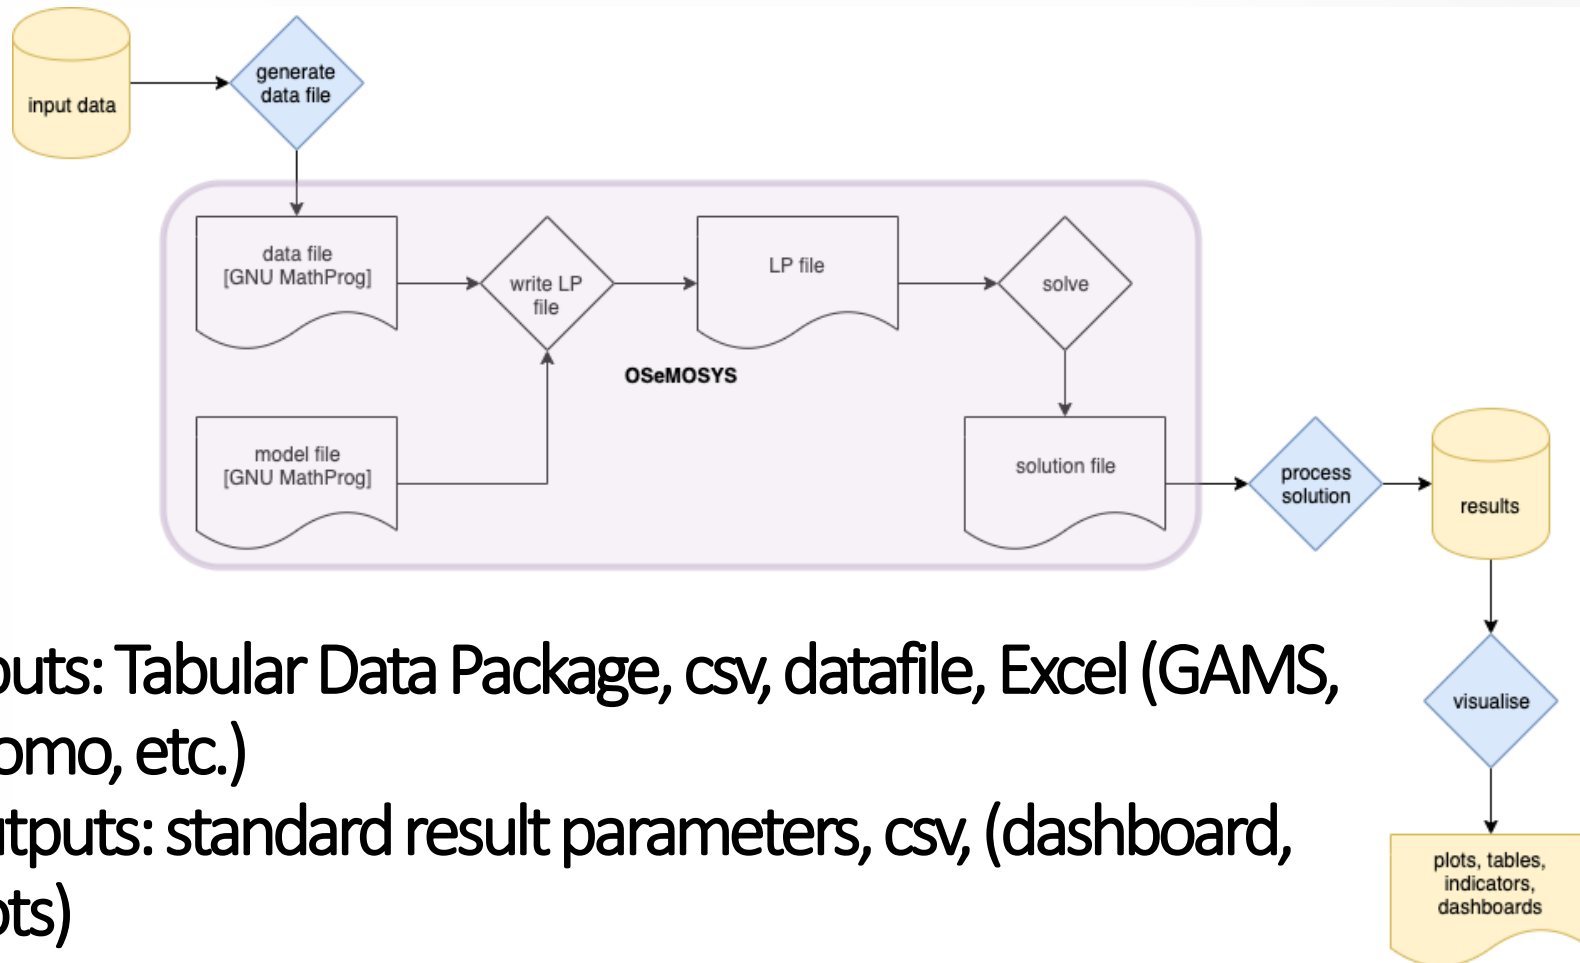 input data
generate
data file
data file
[GNU MathProg]
write LP
file
LP file
solve
OSeMOSYS
model file
[GNU MathProg]
solution file
process
solution
results
puts: Tabular Data Package, csv, datafile, Excel (GAMS,
omo, etc.)
visualise
utputs: standard result parameters, csv, (dashboard,
ots)
plots, tables,
indicators,
dashboards